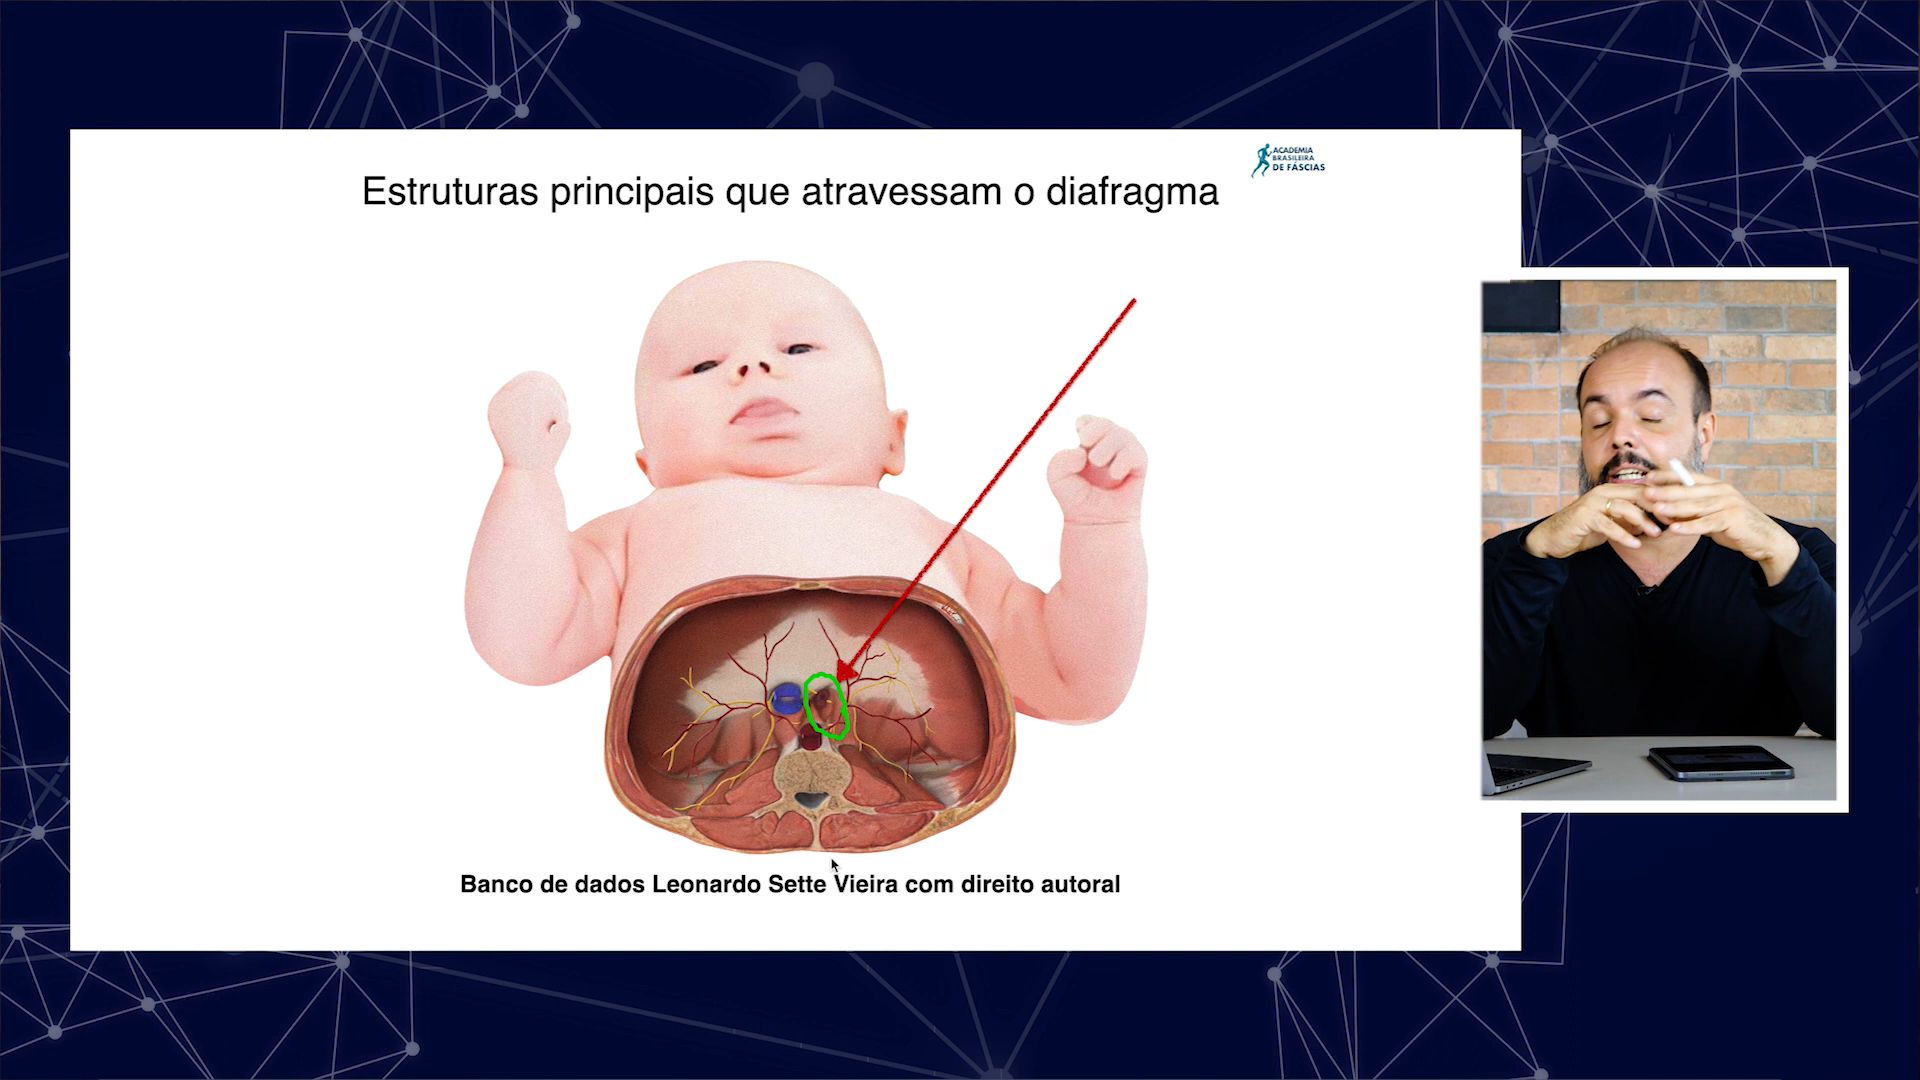 ACADEMIA
BRASILEIRA
DE FÁSCIAS
Estruturas principais que atravessam o diafragma
Banco de dados Leonardo Sette Vieira com direito autoral